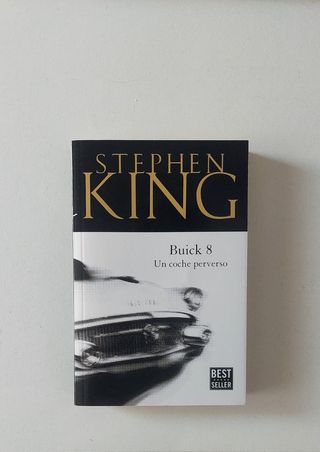 STEPHEN
KING
Buick 8
Un coche perverso
BEST
SELLER